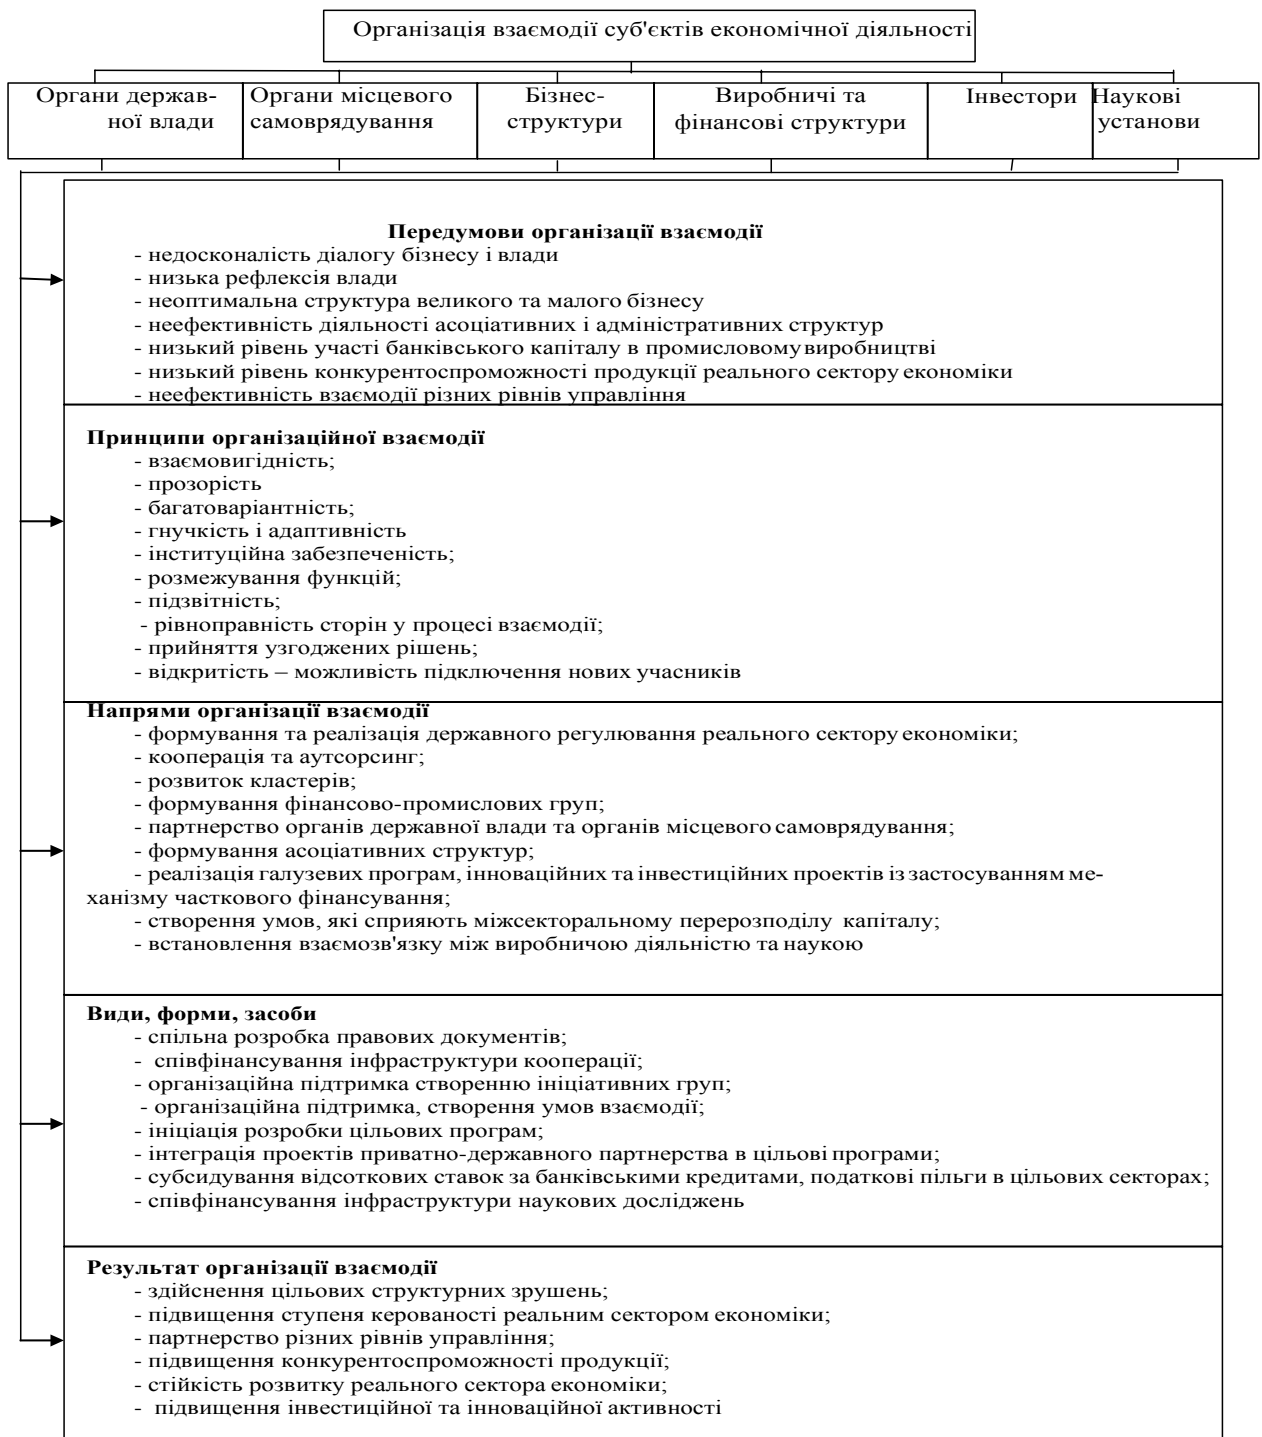 Організація взаємодії суб'єктів економічної діяльності
Органи держав-
ної влади
Органи місцевого
самоврядування
Бізнес-
структури
Виробничі та
фінансові структури
Інвестори
Наукові
установи
Передумови організації взаємодії
- недосконалість діалогу бізнесу і влади
- низька рефлексія влади
- неоптимальна структура великого та малого бізнесу
- неефективність діяльності асоціативних і адміністративних структур
- низький рівень участі банківського капіталу в промисловому виробництві
- низький рівень конкурентоспроможності продукції реального сектору економіки
- неефективність взаємодії різних рівнів управління
Принципи організаційної взаємодії
- взаємовигідність;
- прозорість
- багатоваріантність;
- гнучкість і адаптивність
- інституційна забезпеченість;
- розмежування функцій;
- підзвітність;
- рівноправність сторін у процесі взаємодії;
- прийняття узгоджених рішень;
- відкритість – можливість підключення нових учасників
Напрями організації взаємодії
- формування та реалізація державного регулювання реального сектору економіки;
- кооперація та аутсорсинг;
- розвиток кластерів;
- формування фінансово-промислових груп;
- партнерство органів державної влади та органів місцевого самоврядування;
- формування асоціативних структур;
- реалізація галузевих програм, інноваційних та інвестиційних проектів із застосуванням ме-
ханізму часткового фінансування;
- створення умов, які сприяють міжсекторальному перерозподілу капіталу;
- встановлення взаємозв'язку між виробничою діяльністю та наукою
Види, форми, засоби
- спільна розробка правових документів;
- співфінансування інфраструктури кооперації;
- організаційна підтримка створенню ініціативних груп;
- організаційна підтримка, створення умов взаємодії;
- ініціація розробки цільових програм;
- інтеграція проектів приватно-державного партнерства в цільові програми;
- субсидування відсоткових ставок за банківськими кредитами, податкові пільги в цільових секторах;
- співфінансування інфраструктури наукових досліджень
Результат організації взаємодії
- здійснення цільових структурних зрушень;
- підвищення ступеня керованості реальним сектором економіки;
- партнерство різних рівнів управління;
- підвищення конкурентоспроможності продукції;
- стійкість розвитку реального сектора економіки;
- підвищення інвестиційної та інноваційної активності